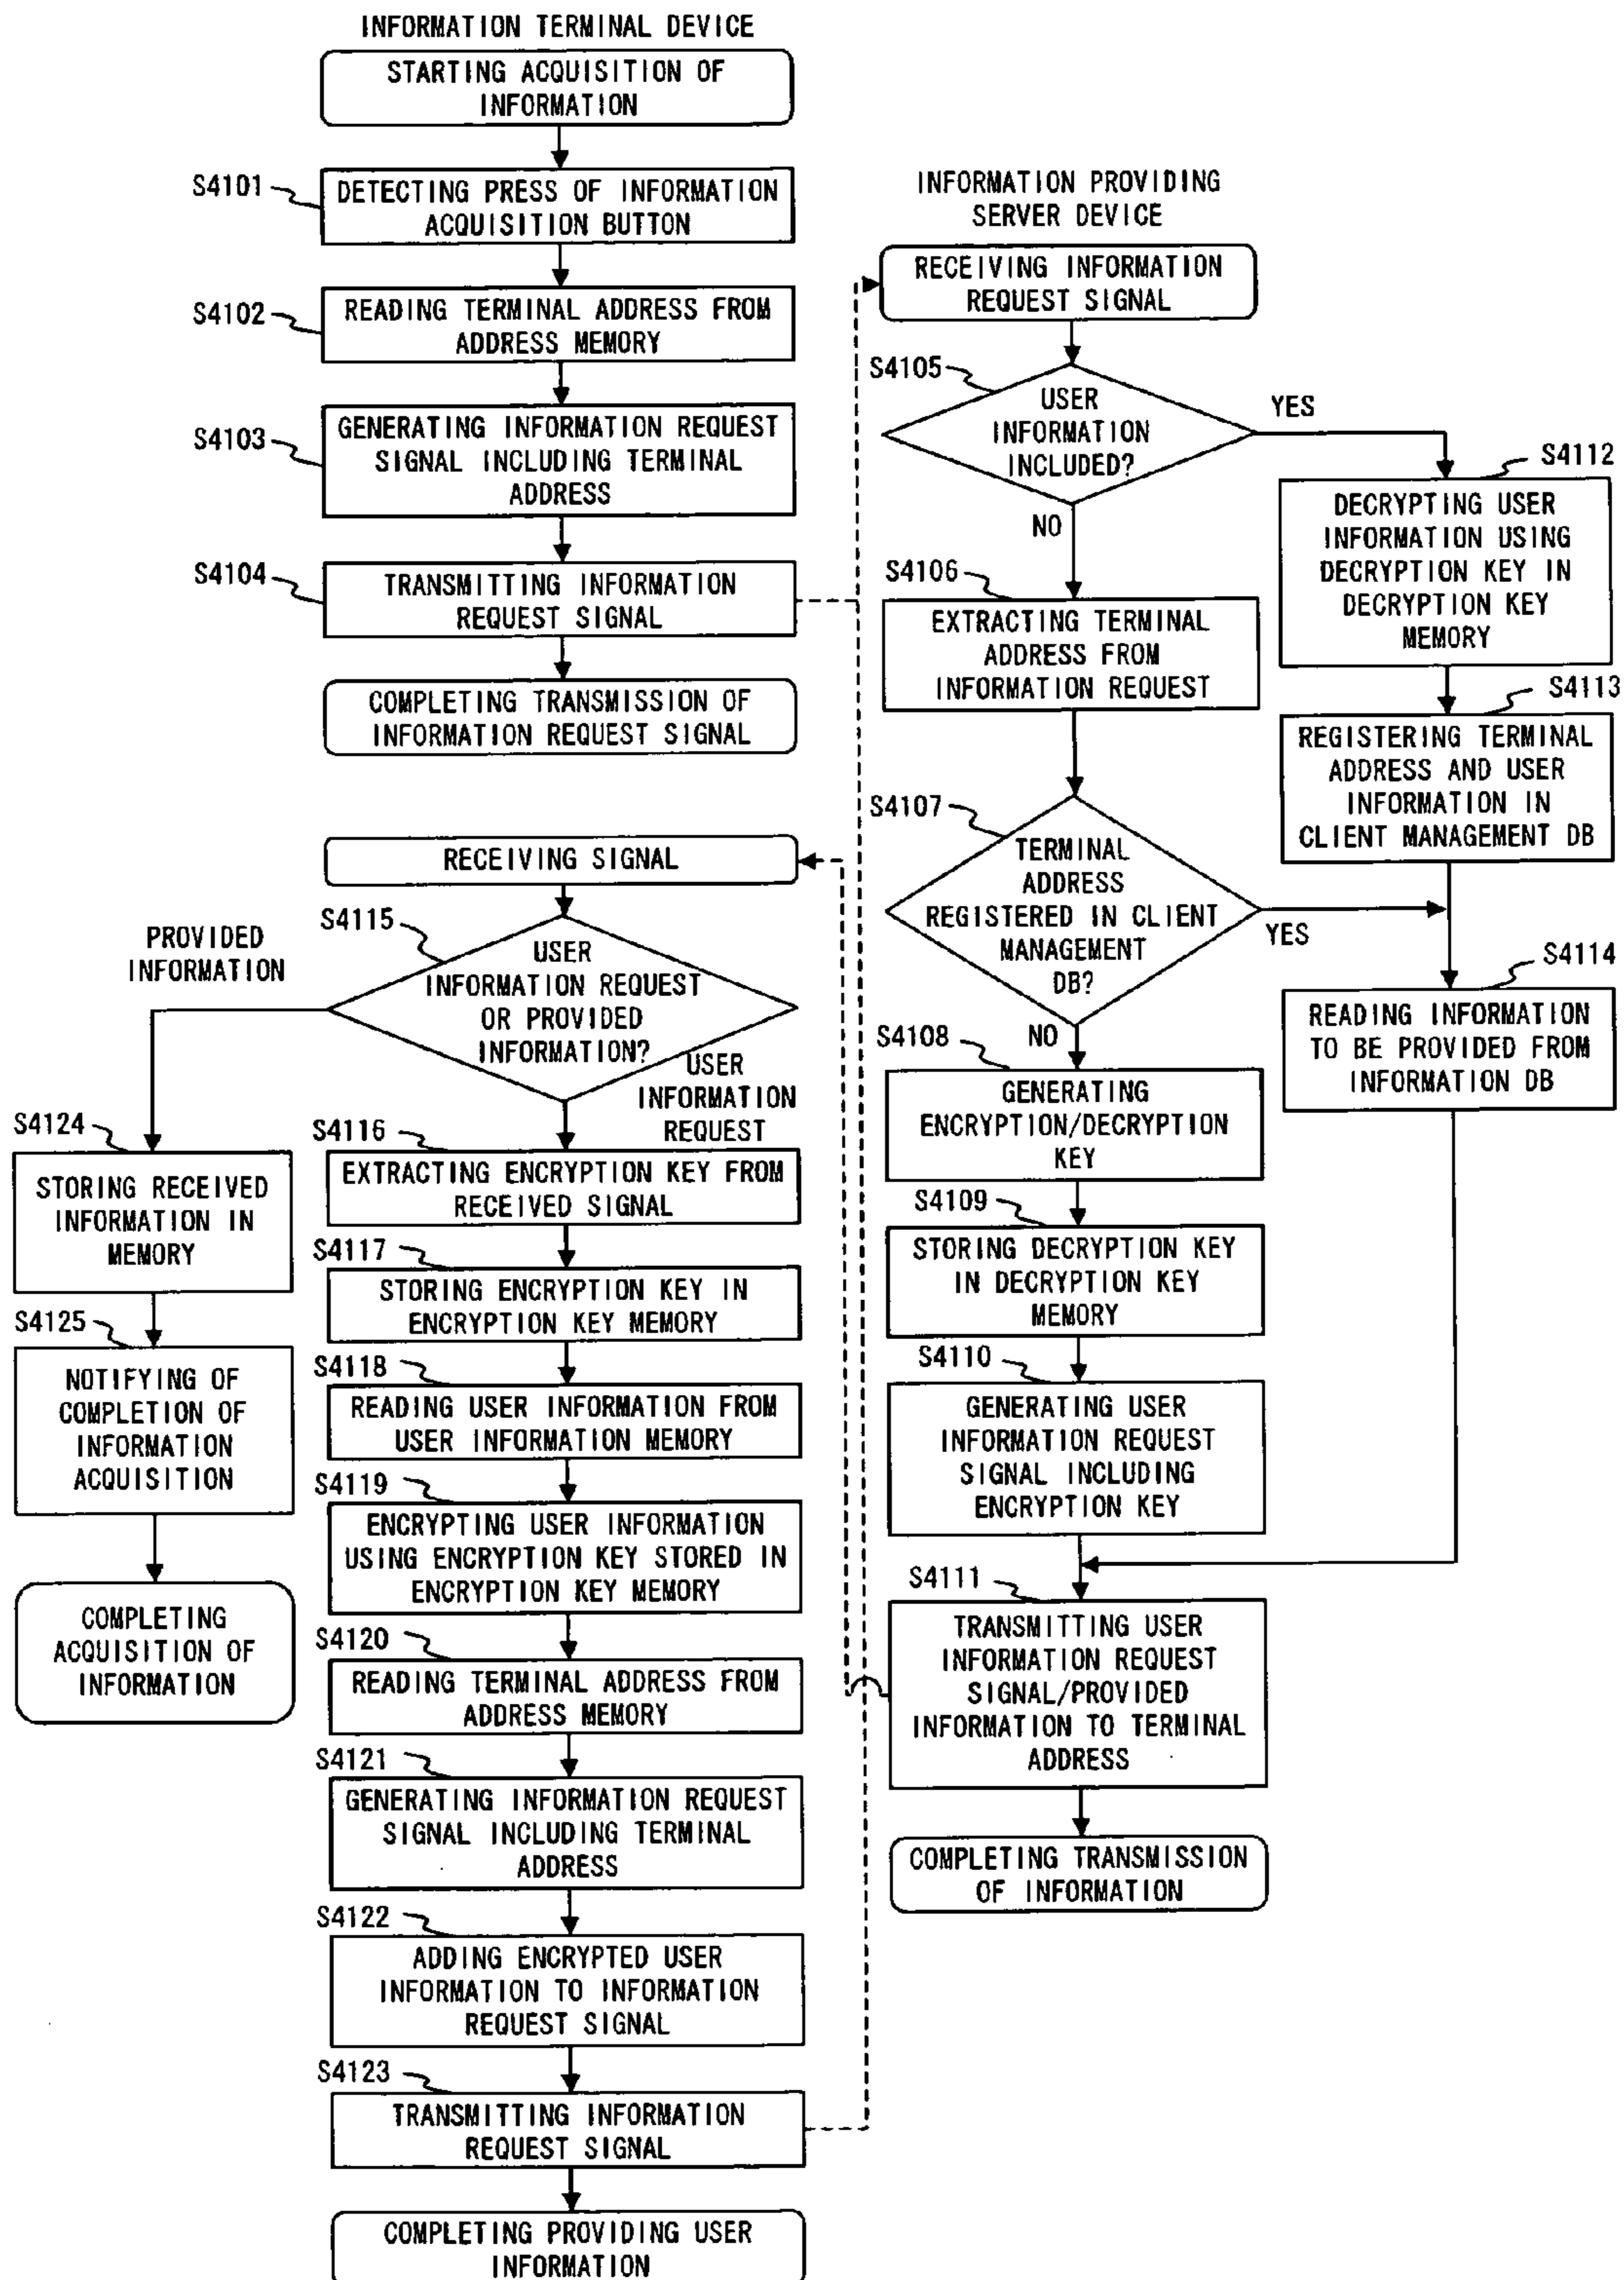 INFORMATION TERMINAL DEVICE
STARTING ACQUISITION OF
INFORMATION
S4101
DETECTING PRESS OF INFORMATION
ACQUISITION BUTTON
S4102
READING TERMINAL ADDRESS FROM
ADDRESS MEMORY
S4103
GENERATING INFORMATION REQUEST
SIGNAL INCLUDING TERMINAL
ADDRESS
S4104
TRANSMITTING INFORMATION
REQUEST SIGNAL
COMPLETING TRANSMISSION OF
INFORMATION REQUEST SIGNAL
RECEIVING SIGNAL
S4115
USER
INFORMATION REQUEST
OR PROVIDED
INFORMATION?
PROVIDED
INFORMATION
USER
INFORMATION
REQUEST
S4124
STORING RECEIVED
INFORMATION IN
MEMORY
S4125
NOTIFYING OF
COMPLETION OF
INFORMATION
ACQUISITION
COMPLETING
ACQUISITION OF
INFORMATION
S4116
EXTRACTING ENCRYPTION KEY FROM
RECEIVED SIGNAL
S4117
STORING ENCRYPTION KEY IN
ENCRYPTION KEY MEMORY
S4118
READING USER INFORMATION FROM
USER INFORMATION MEMORY
S4119
ENCRYPTING USER INFORMATION
USING ENCRYPTION KEY STORED IN
ENCRYPTION KEY MEMORY
S4120
READING TERMINAL ADDRESS FROM
ADDRESS MEMORY
S4121
GENERATING INFORMATION REQUEST
SIGNAL INCLUDING TERMINAL
ADDRESS
S4122
ADDING ENCRYPTED USER
INFORMATION TO INFORMATION
REQUEST SIGNAL
S4123
TRANSMITTING INFORMATION
REQUEST SIGNAL
COMPLETING PROVIDING USER
INFORMATION
INFORMATION PROVIDING
SERVER DEVICE
RECEIVING INFORMATION
REQUEST SIGNAL
S4105
USER
INFORMATION
INCLUDED?
YES
NO
S4106
EXTRACTING TERMINAL
ADDRESS FROM
INFORMATION REQUEST
S4107
TERMINAL
ADDRESS
REGISTERED IN CLIENT
MANAGEMENT
DB?
YES
NO
S4108
GENERATING
ENCRYPTION/DECRYPTION
KEY
S4109
STORING DECRYPTION KEY
IN DECRYPTION KEY
MEMORY
S4110
GENERATING USER
INFORMATION REQUEST
SIGNAL INCLUDING
ENCRYPTION KEY
S4111
TRANSMITTING USER
INFORMATION REQUEST
SIGNAL/PROVIDED
INFORMATION TO TERMINAL
ADDRESS
COMPLETING TRANSMISSION
OF INFORMATION
S4112
DECRYPTING USER
INFORMATION USING
DECRYPTION KEY IN
DECRYPTION KEY
MEMORY
S4113
REGISTERING TERMINAL
ADDRESS AND USER
INFORMATION IN
CLIENT MANAGEMENT DB
S4114
READING INFORMATION
TO BE PROVIDED FROM
INFORMATION DB